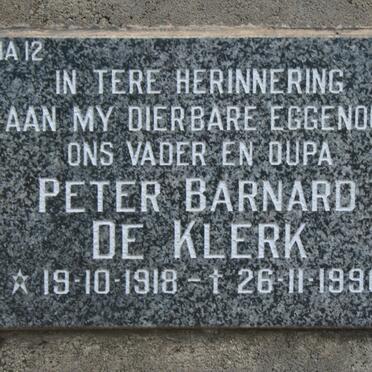 IA 12
IN TERE HERINNERING
AAN MY DIERBARE EGGENO
ONS VADER EN OUPA
PETER BARNARD
DE KLERK
☆ 19-10-1918 - † 26-11-199